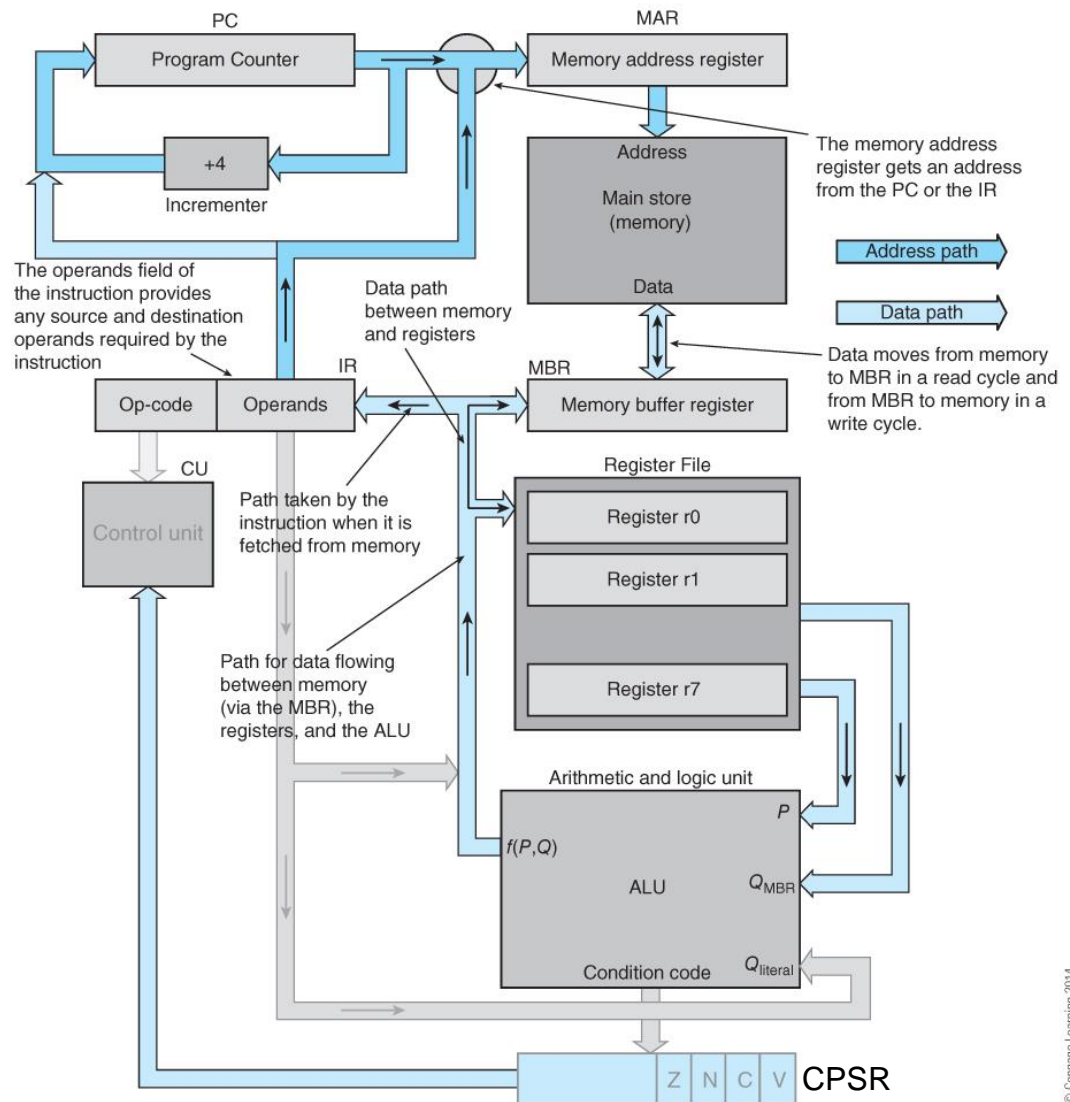 PC
Program Counter
MAR
Memory address register
+4
Incrementer
Address
Main store
(memory)
Data
The memory address
register gets an address
from the PC or the IR
Address path
Data path
The operands field of
the instruction provides
any source and destination
operands required by the
instruction
Data path
between memory
and registers
Data moves from memory
to MBR in a read cycle and
from MBR to memory in a
write cycle.
IR
Op-code
Operands
MBR
Memory buffer register
CU
Control unit
Path taken by the
instruction when it is
fetched from memory
Register File
Register r0
Register r1
Register r7
Path for data flowing
between memory
(via the MBR), the
registers, and the ALU
Arithmetic and logic unit
P
f(P,Q)
ALU
QMBR
Qliteral
Condition code
Z N C V CPSR
© Cengage Learning 2014